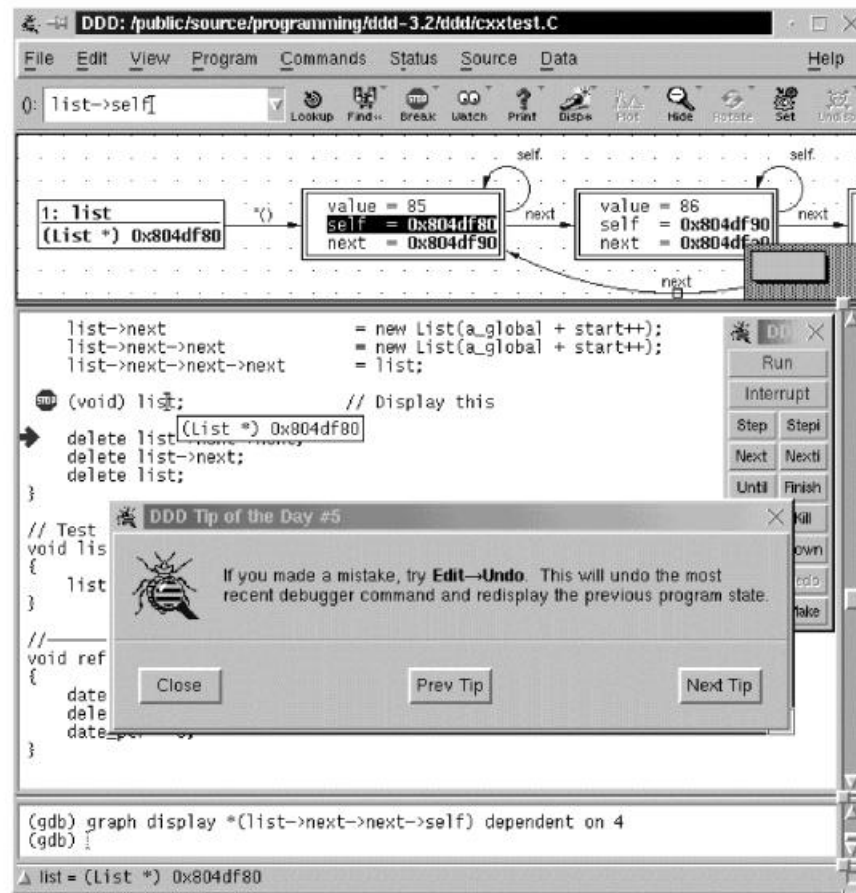 DDD: /public/source/programming/ddd-3.2/ddd/cxxtest.C
File Edit View Program Commands Status Source Data Help
(): list->self
Lookup Find« Break Watch Print Disp« Plot Hide Rotate Set Undisp
self self
1: list
(List *) 0x804df80
*()
value = 85
self = 0x804df80
next = 0x804df90
next
value = 86
self = 0x804df90
next
next
list->next = new List(a_global + start++);
list->next->next = new List(a_global + start++);
list->next->next->next = list;
STOP (void) list; // Display this
(List *) 0x804df80
delete list
delete list->next;
delete list;
}
DDD
Run
Interrupt
Step Stepi
Next Nexti
Until Finish
Kill
// Test
void lis
{
list
}
//
void ref
{
date
dele
date
}
DDD Tip of the Day #5
If you made a mistake, try Edit→Undo. This will undo the most
recent debugger command and redisplay the previous program state.
Close Prev Tip Next Tip
(gdb) graph display *(list->next->next->self) dependent on 4
(gdb)
list = (List *) 0x804df80